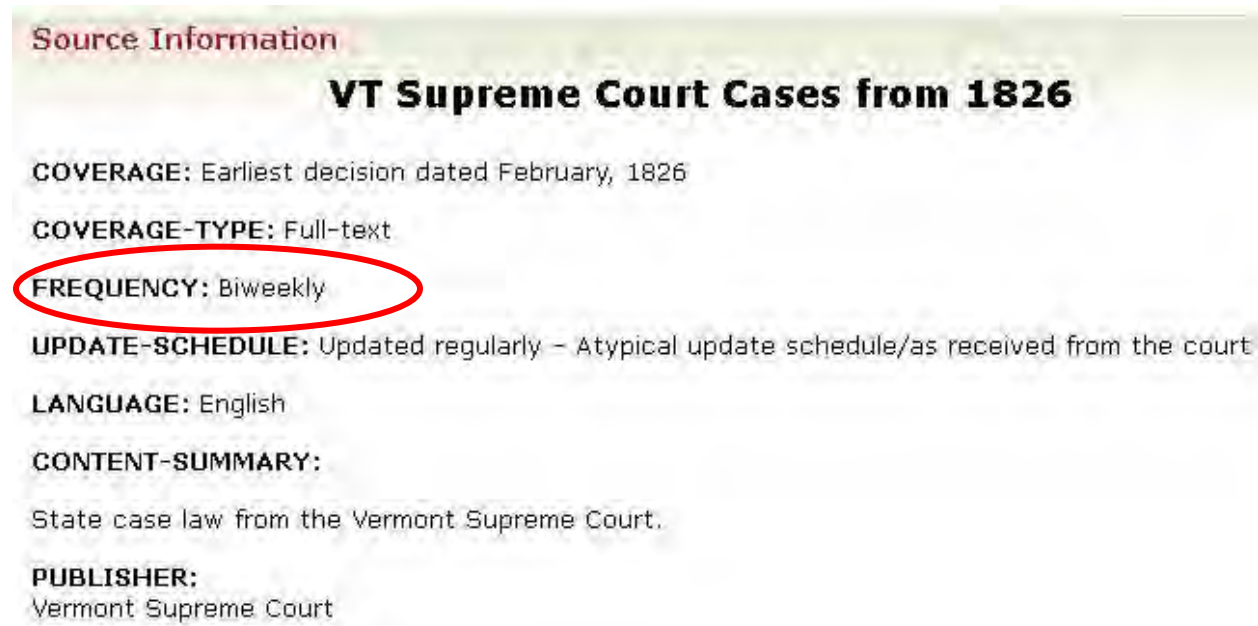 Source Information
VT Supreme Court Cases from 1826
COVERAGE: Earliest decision dated February, 1826
COVERAGE-TYPE: Full-text
FREQUENCY: Biweekly
UPDATE-SCHEDULE: Updated regularly – Atypical update schedule/as received from the court
LANGUAGE: English
CONTENT-SUMMARY:
State case law from the Vermont Supreme Court.
PUBLISHER:
Vermont Supreme Court